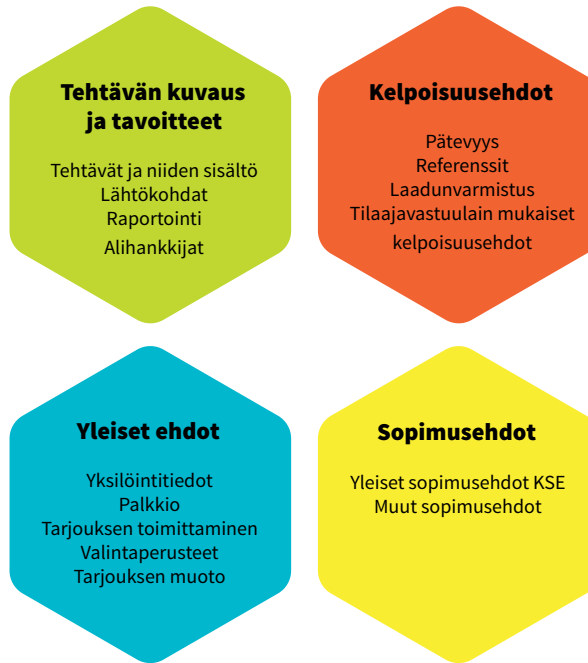 Tehtävän kuvaus
ja tavoitteet
Tehtävät ja niiden sisältö
Lähtökohdat
Raportointi
Alihankkijat
Kelpoisuusehdot
Pätevyys
Referenssit
Laadunvarmistus
Tilaajavastuulain mukaiset
kelpoisuusehdot
Yleiset ehdot
Yksilöintitiedot
Palkkio
Tarjouksen toimittaminen
Valintaperusteet
Tarjouksen muoto
Sopimusehdot
Yleiset sopimusehdot KSE
Muut sopimusehdot